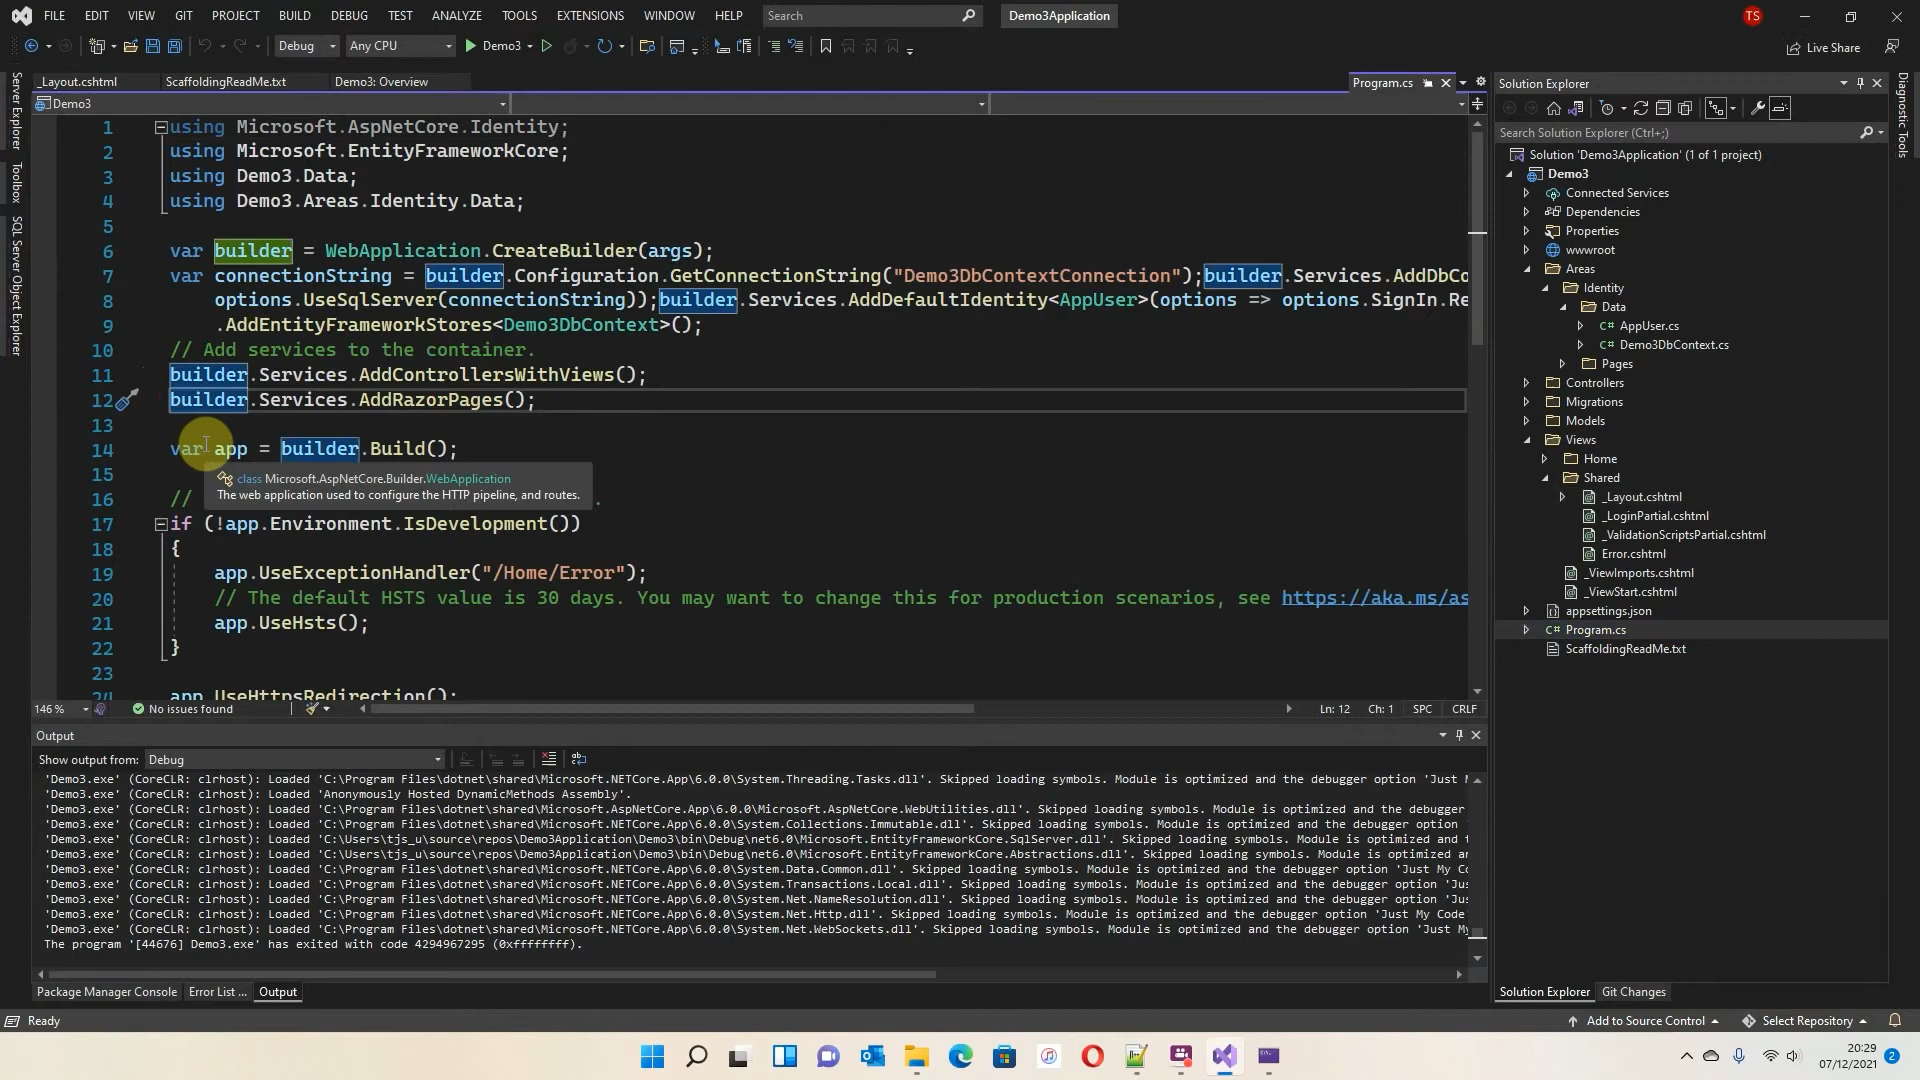 FILE EDIT VIEW GIT PROJECT BUILD DEBUG TEST ANALYZE TOOLS EXTENSIONS WINDOW HELP Search Demo3Application TS
Debug Any CPU Demo3 Live Share
_Layout.cshtml ScaffoldingReadMe.txt Demo3: Overview Program.cs
Demo3
1 using Microsoft.AspNetCore.Identity;
2 using Microsoft.EntityFrameworkCore;
3 using Demo3.Data;
4 using Demo3.Areas.Identity.Data;
5
6 var builder = WebApplication.CreateBuilder(args);
7 var connectionString = builder.Configuration.GetConnectionString("Demo3DbContextConnection");builder.Services.AddDbCo
8 options.UseSqlServer(connectionString));builder.Services.AddDefaultIdentity<AppUser>(options => options.SignIn.Re
9 .AddEntityFrameworkStores<Demo3DbContext>();
10 // Add services to the container.
11 builder.Services.AddControllersWithViews();
12 builder.Services.AddRazorPages();
13
14 var app = builder.Build();
15 class Microsoft.AspNetCore.Builder.WebApplication
The web application used to configure the HTTP pipeline, and routes.
16 // .
17 if (!app.Environment.IsDevelopment())
18 {
19 app.UseExceptionHandler("/Home/Error");
20 // The default HSTS value is 30 days. You may want to change this for production scenarios, see https://aka.ms/as
21 app.UseHsts();
22 }
23
24 app.UseHttpsRedirection();
146 % No issues found Ln: 12 Ch: 1 SPC CRLF
Output
Show output from: Debug
'Demo3.exe' (CoreCLR: clrhost): Loaded 'C:\Program Files\dotnet\shared\Microsoft.NETCore.App\6.0.0\System.Threading.Tasks.dll'. Skipped loading symbols. Module is optimized and the debugger option 'Just M
'Demo3.exe' (CoreCLR: clrhost): Loaded 'Anonymously Hosted DynamicMethods Assembly'.
'Demo3.exe' (CoreCLR: clrhost): Loaded 'C:\Program Files\dotnet\shared\Microsoft.AspNetCore.App\6.0.0\Microsoft.AspNetCore.WebUtilities.dll'. Skipped loading symbols. Module is optimized and the debugger
'Demo3.exe' (CoreCLR: clrhost): Loaded 'C:\Program Files\dotnet\shared\Microsoft.NETCore.App\6.0.0\System.Collections.Immutable.dll'. Skipped loading symbols. Module is optimized and the debugger option
'Demo3.exe' (CoreCLR: clrhost): Loaded 'C:\Users\tjs_u\source\repos\Demo3Application\Demo3\bin\Debug\net6.0\Microsoft.EntityFrameworkCore.SqlServer.dll'. Skipped loading symbols. Module is optimized and t
'Demo3.exe' (CoreCLR: clrhost): Loaded 'C:\Users\tjs_u\source\repos\Demo3Application\Demo3\bin\Debug\net6.0\Microsoft.EntityFrameworkCore.Abstractions.dll'. Skipped loading symbols. Module is optimized an
'Demo3.exe' (CoreCLR: clrhost): Loaded 'C:\Program Files\dotnet\shared\Microsoft.NETCore.App\6.0.0\System.Data.Common.dll'. Skipped loading symbols. Module is optimized and the debugger option 'Just My Co
'Demo3.exe' (CoreCLR: clrhost): Loaded 'C:\Program Files\dotnet\shared\Microsoft.NETCore.App\6.0.0\System.Transactions.Local.dll'. Skipped loading symbols. Module is optimized and the debugger option 'Jus
'Demo3.exe' (CoreCLR: clrhost): Loaded 'C:\Program Files\dotnet\shared\Microsoft.NETCore.App\6.0.0\System.Net.NameResolution.dll'. Skipped loading symbols. Module is optimized and the debugger option 'Jus
'Demo3.exe' (CoreCLR: clrhost): Loaded 'C:\Program Files\dotnet\shared\Microsoft.NETCore.App\6.0.0\System.Net.Http.dll'. Skipped loading symbols. Module is optimized and the debugger option 'Just My Code
'Demo3.exe' (CoreCLR: clrhost): Loaded 'C:\Program Files\dotnet\shared\Microsoft.NETCore.App\6.0.0\System.Net.WebSockets.dll'. Skipped loading symbols. Module is optimized and the debugger option 'Just My
The program '[44676] Demo3.exe' has exited with code 4294967295 (0xffffffff).
Package Manager Console Error List ... Output
Server Explorer
Toolbox
SQL Server Object Explorer
Solution Explorer
Search Solution Explorer (Ctrl+;)
Solution 'Demo3Application' (1 of 1 project)
Demo3
Connected Services
Dependencies
Properties
wwwroot
Areas
Identity
Data
C# AppUser.cs
C# Demo3DbContext.cs
Pages
Controllers
Migrations
Models
Views
Home
Shared
_Layout.cshtml
_LoginPartial.cshtml
_ValidationScriptsPartial.cshtml
Error.cshtml
_ViewImports.cshtml
_ViewStart.cshtml
appsettings.json
C# Program.cs
ScaffoldingReadMe.txt
Solution Explorer Git Changes
Diagnostic Tools
Ready Add to Source Control Select Repository
20:29
07/12/2021 2